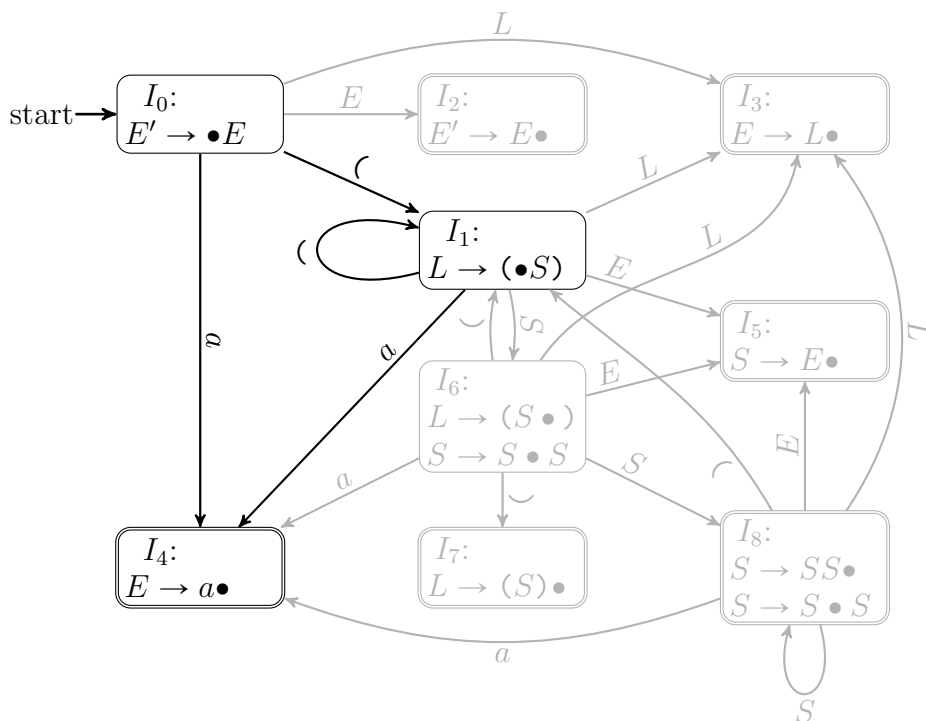 L
I₀:
E′ → •E
start
E
I₂:
E′ → E•
I₃:
E → L•
(
L
I₁:
L → (•S)
(
L
E
a
a
(
S
I₅:
S → E•
I₆:
L → (S•)
S → S • S
E
E
L
a
)
S
(
I₄:
E → a•
I₇:
L → (S)•
I₈:
S → SS•
S → S • S
a
S